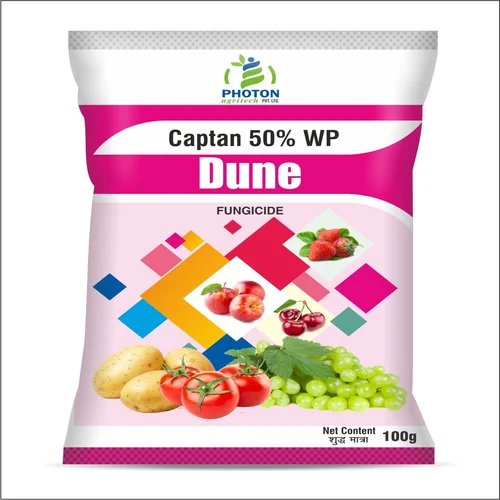 PHOTON
agritech PVT. LTD.
Captan 50% WP
Dune
FUNGICIDE
Net Content
शुद्ध मात्रा 100g